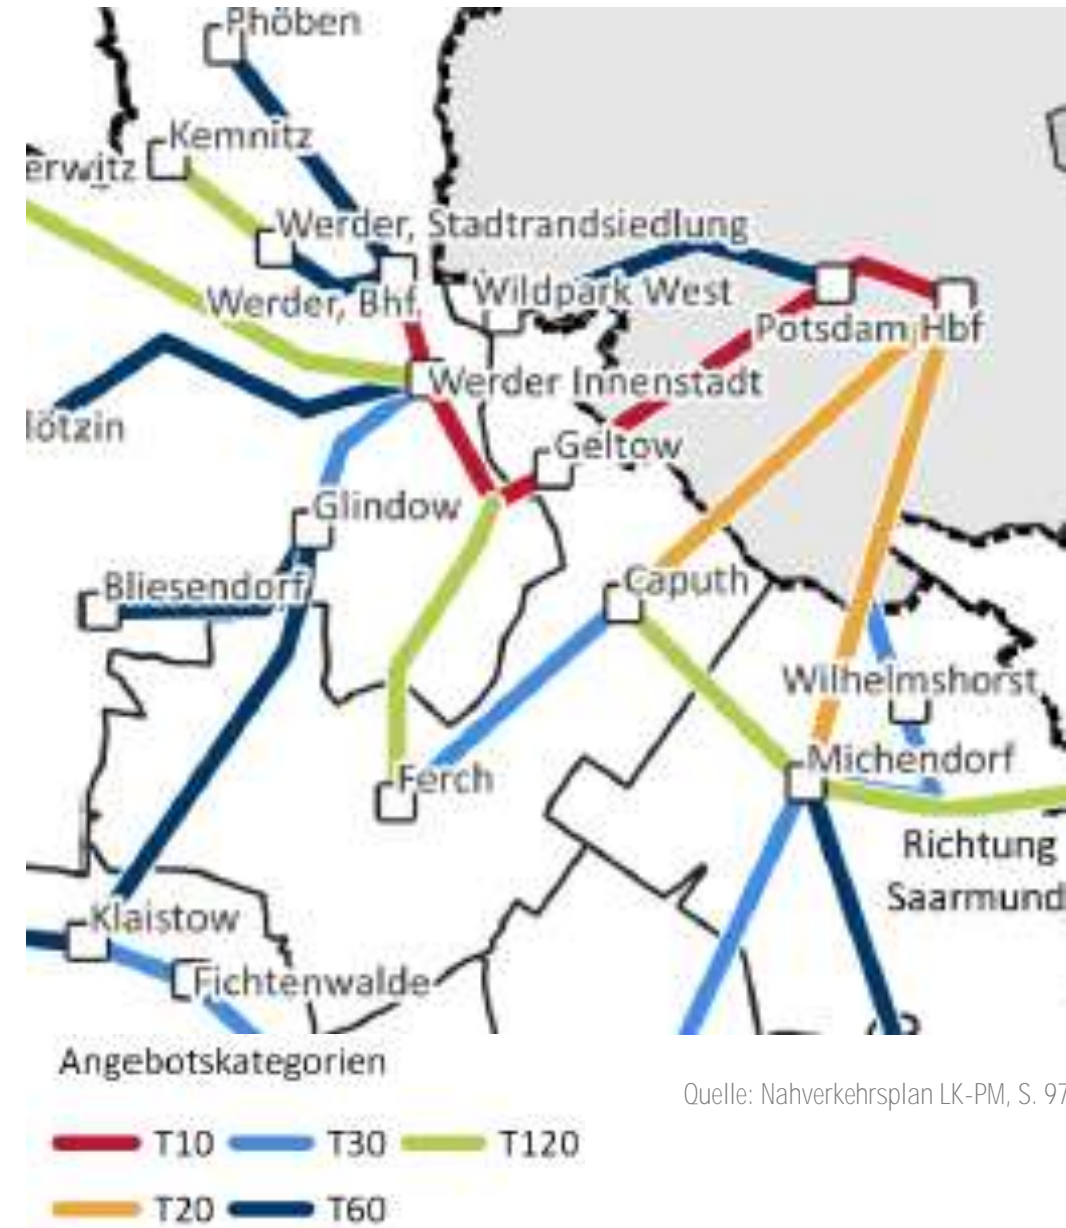 Phöben
Kemnitz
erwitz
Werder, Stadtrandsiedlung
Werder, Bhf.
Wildpark West
Potsdam Hbf
Werder Innenstadt
lötzin
Geltow
Glindow
Bliesendorf
Caputh
Wilhelmshorst
Michendorf
Ferch
Richtung
Saarmund
Klaistow
Fichtenwalde
Angebotskategorien
Quelle: Nahverkehrsplan LK-PM, S. 97
T10 T30 T120
T20 T60